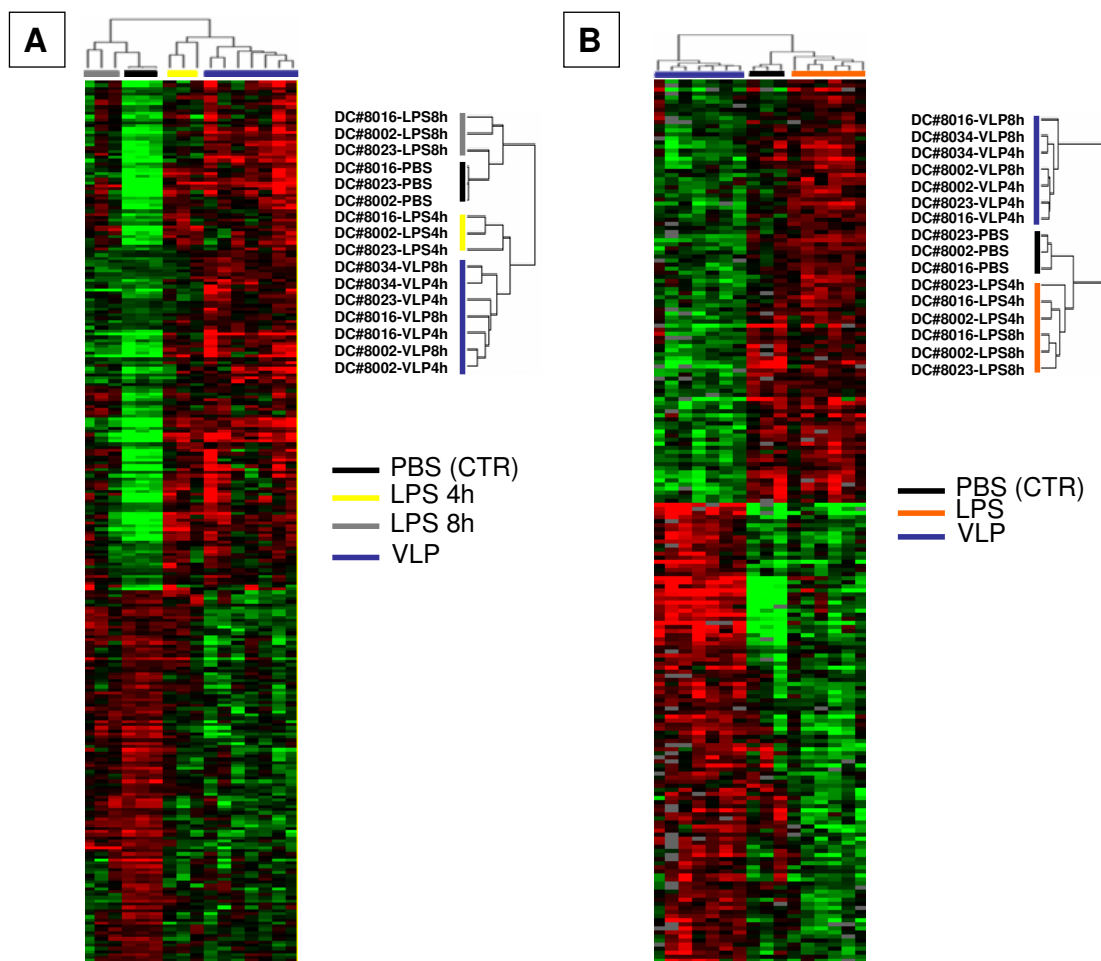 A
DC#8016-LPS8h
DC#8002-LPS8h
DC#8023-LPS8h
DC#8016-PBS
DC#8023-PBS
DC#8002-PBS
DC#8016-LPS4h
DC#8002-LPS4h
DC#8023-LPS4h
DC#8034-VLP8h
DC#8034-VLP4h
DC#8023-VLP4h
DC#8016-VLP8h
DC#8016-VLP4h
DC#8002-VLP8h
DC#8002-VLP4h
PBS (CTR)
LPS 4h
LPS 8h
VLP
B
DC#8016-VLP8h
DC#8034-VLP8h
DC#8034-VLP4h
DC#8002-VLP8h
DC#8002-VLP4h
DC#8023-VLP4h
DC#8016-VLP4h
DC#8023-PBS
DC#8002-PBS
DC#8016-PBS
DC#8023-LPS4h
DC#8016-LPS4h
DC#8002-LPS4h
DC#8016-LPS8h
DC#8002-LPS8h
DC#8023-LPS8h
PBS (CTR)
LPS
VLP